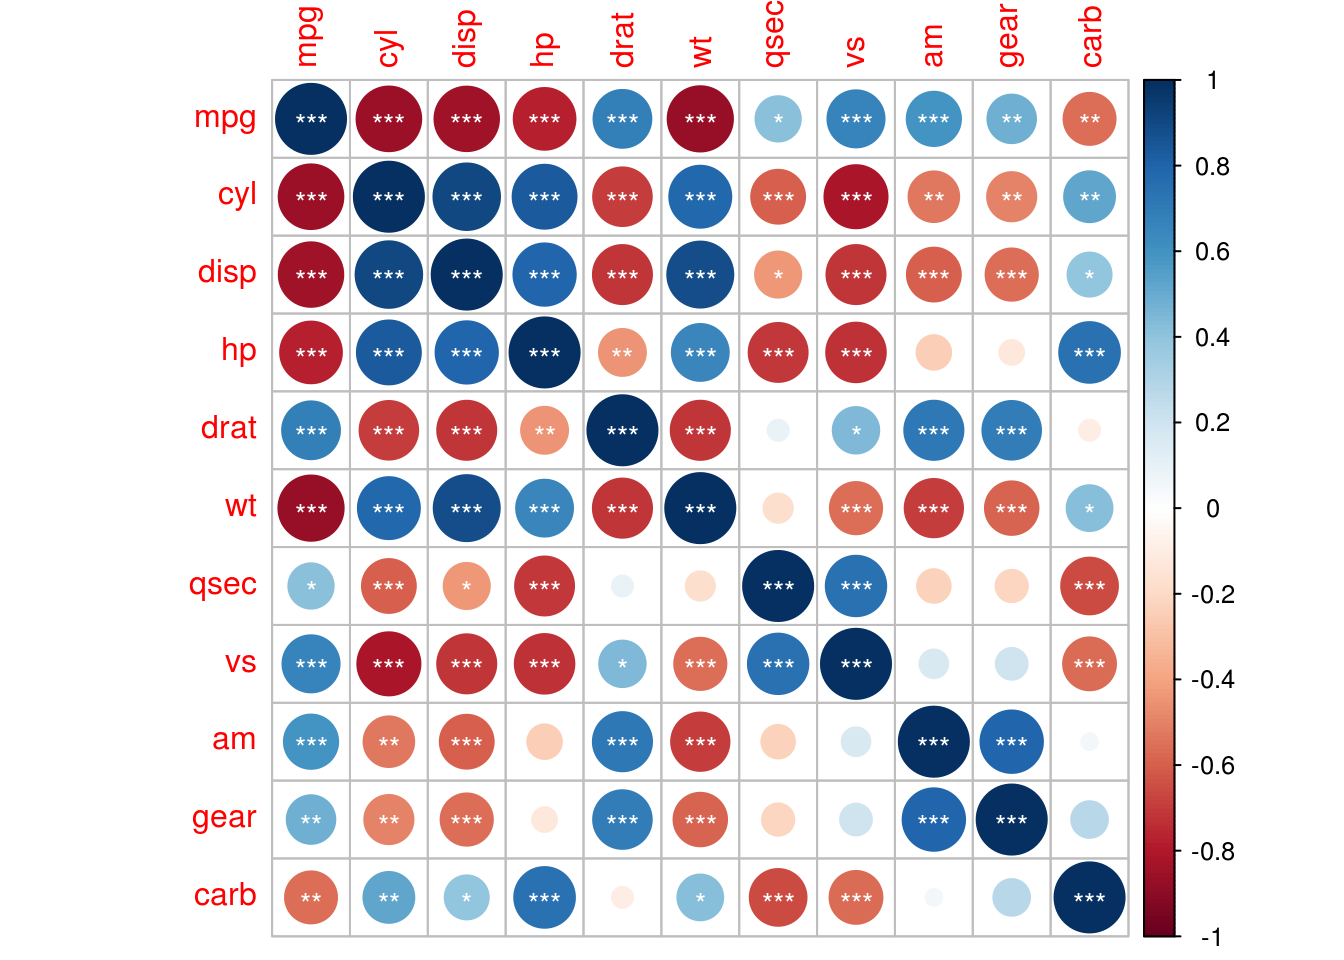 mpg cyl disp hp drat wt qsec vs am gear carb
mpg *** *** *** *** *** *** * *** *** ** **
cyl *** *** *** *** *** *** *** *** ** ** **
disp *** *** *** *** *** *** * *** *** *** *
hp *** *** *** *** ** *** *** *** ***
drat *** *** *** ** *** *** * *** ***
wt *** *** *** *** *** *** *** *** *** *
qsec * *** * *** *** *** ***
vs *** *** *** *** * *** *** *** ***
am *** ** *** *** *** *** ***
gear ** ** *** *** *** *** ***
carb ** ** * *** * *** *** ***
1
0.8
0.6
0.4
0.2
0
-0.2
-0.4
-0.6
-0.8
-1